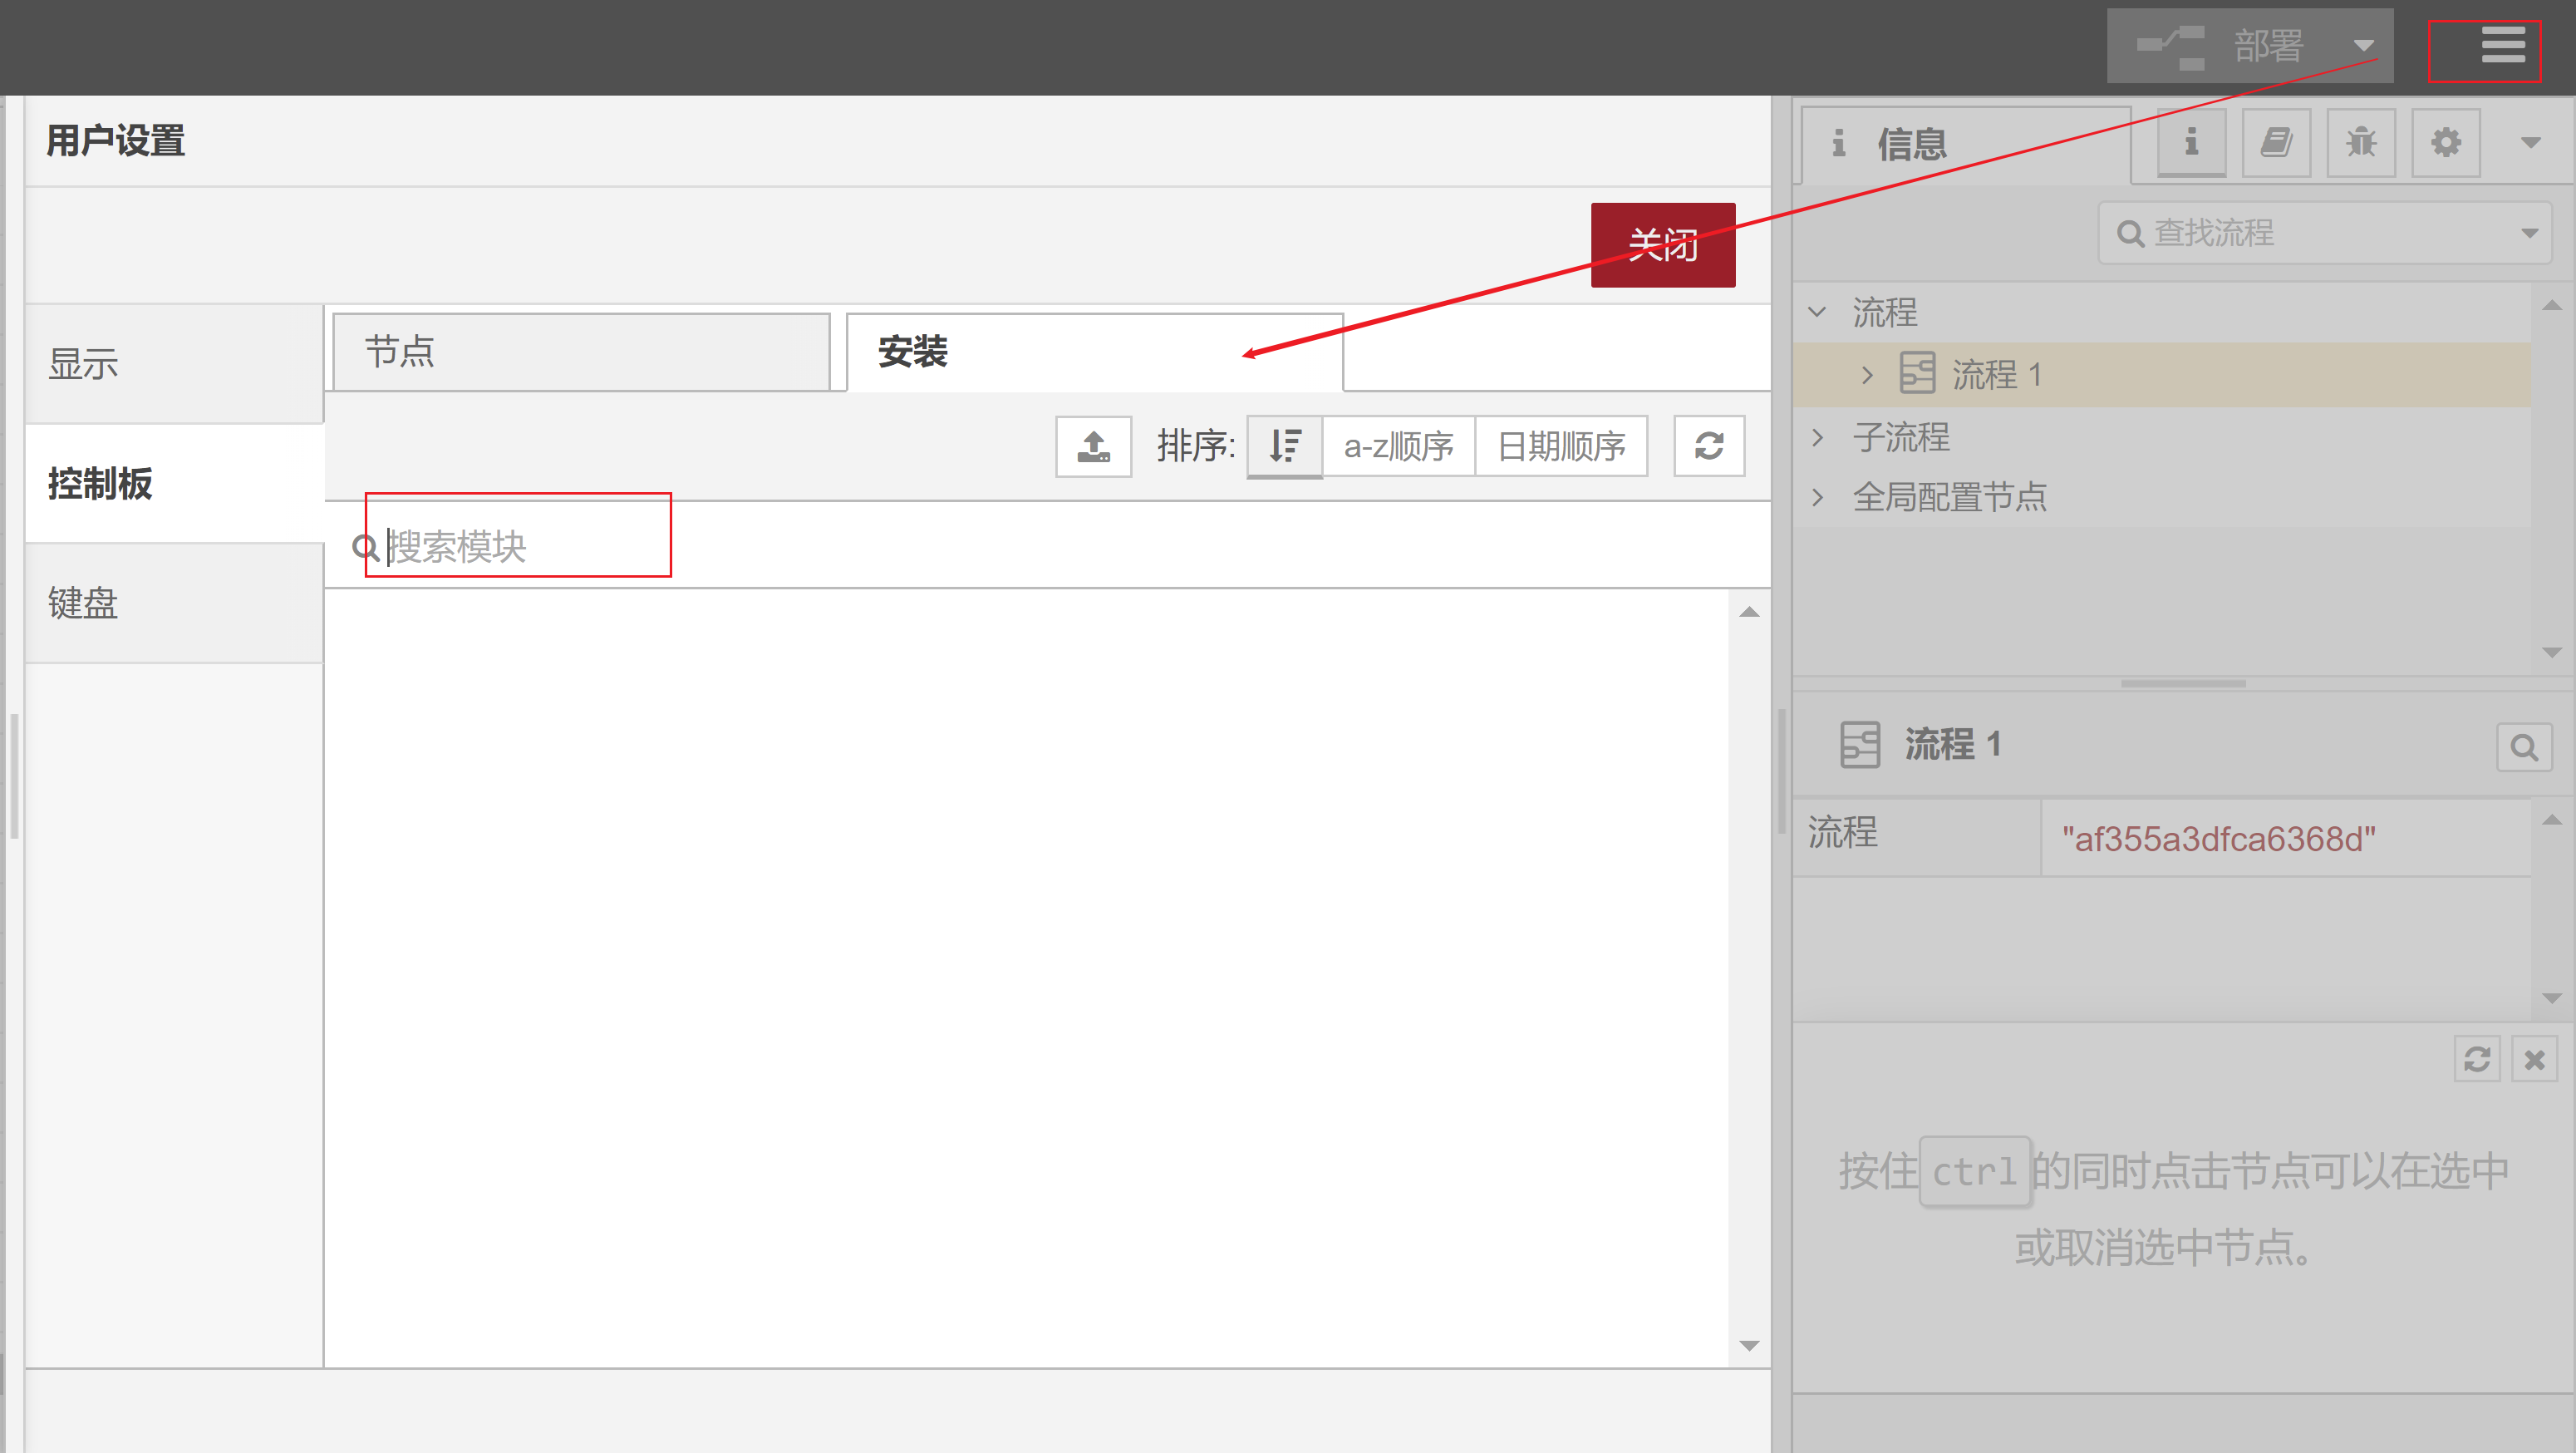 部署
用户设置
关闭
显示
控制板
键盘
节点
安装
排序:
a-z顺序
日期顺序
搜索模块
信息
查找流程
流程
流程 1
子流程
全局配置节点
流程 1
流程
"af355a3dfca6368d"
按住 ctrl 的同时点击节点可以在选中
或取消选中节点。